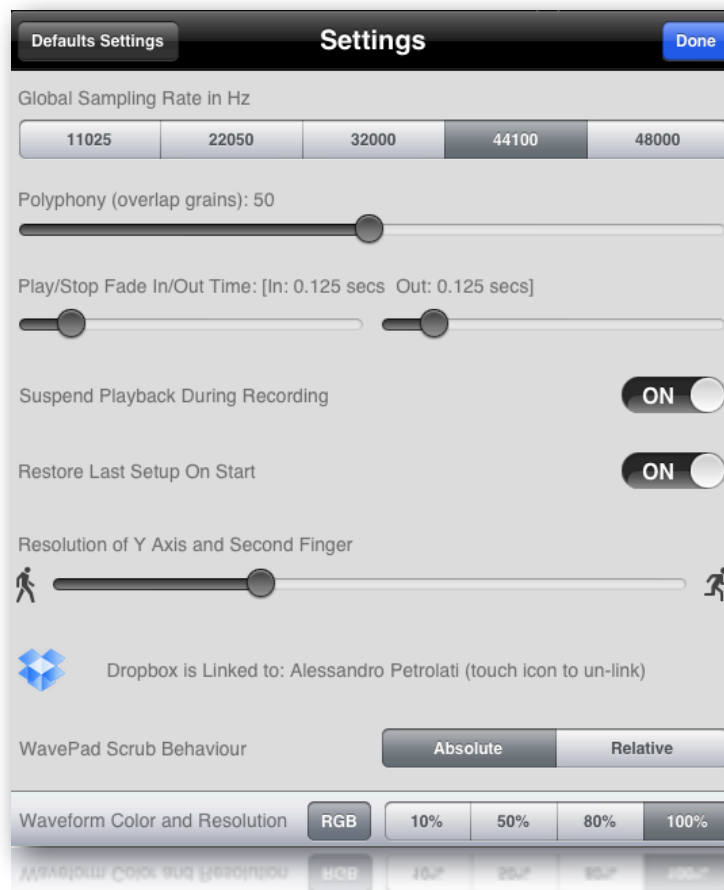 Defaults Settings Settings Done
Global Sampling Rate in Hz
11025 22050 32000 44100 48000
Polyphony (overlap grains): 50
Play/Stop Fade In/Out Time: [In: 0.125 secs Out: 0.125 secs]
Suspend Playback During Recording ON
Restore Last Setup On Start ON
Resolution of Y Axis and Second Finger
Dropbox is Linked to: Alessandro Petrolati (touch icon to un-link)
WavePad Scrub Behaviour Absolute Relative
Waveform Color and Resolution RGB 10% 50% 80% 100%